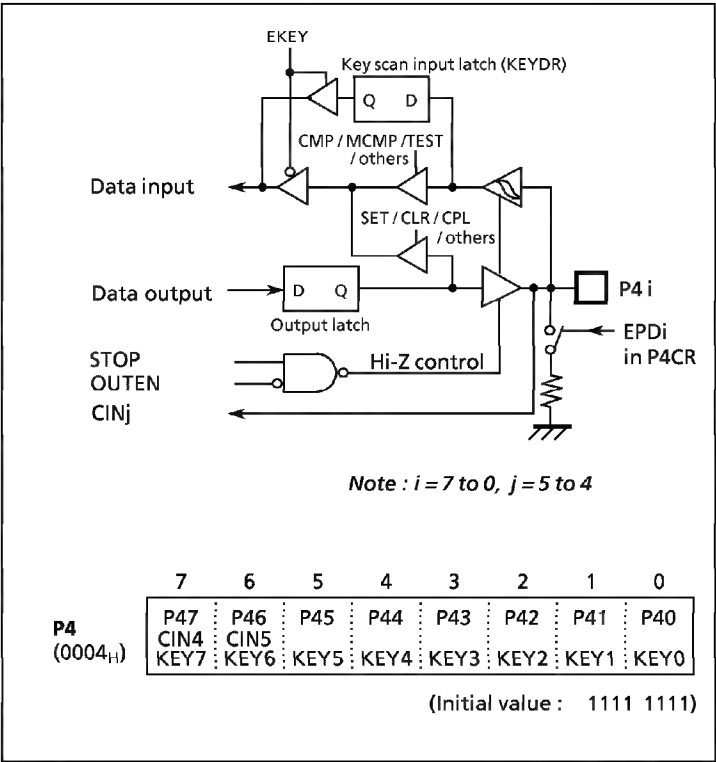 EKEY
Key scan input latch (KEYDR)
Q D
CMP / MCMP /TEST
/ others
Data input
SET / CLR / CPL
/ others
Data output
D Q
P4 i
Output latch
EPDi
in P4CR
STOP
OUTEN
Hi-Z control
CINj
Note : i = 7 to 0, j = 5 to 4
7 6 5 4 3 2 1 0
P4
(0004H)
P47 P46 P45 P44 P43 P42 P41 P40
CIN4 CIN5
KEY7 KEY6 KEY5 KEY4 KEY3 KEY2 KEY1 KEY0
(Initial value : 1111 1111)